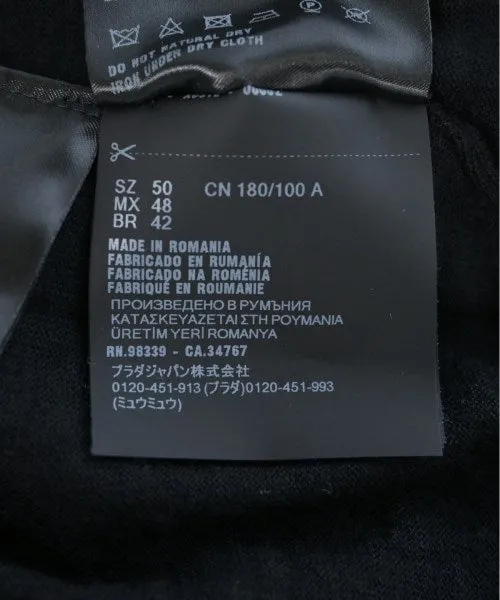 DO NOT NATURAL DRY
IRON UNDER DRY CLOTH
SZ 50 CN 180/100 A
MX 48
BR 42
MADE IN ROMANIA
FABRICADO EN RUMANÍA
FABRICADO NA ROMÉNIA
FABRIQUÉ EN ROUMANIE
ПРОИЗВЕДЕНО В РУМЪНИЯ
ΚΑΤΑΣΚΕΥΑΖΕΤΑΙ ΣΤΗ ΡΟΥΜΑΝΙΑ
ÜRETİM YERİ ROMANYA
RN.98339 - CA.34767
プラダジャパン株式会社
0120-451-913 (プラダ)0120-451-993
(ミュウミュウ)